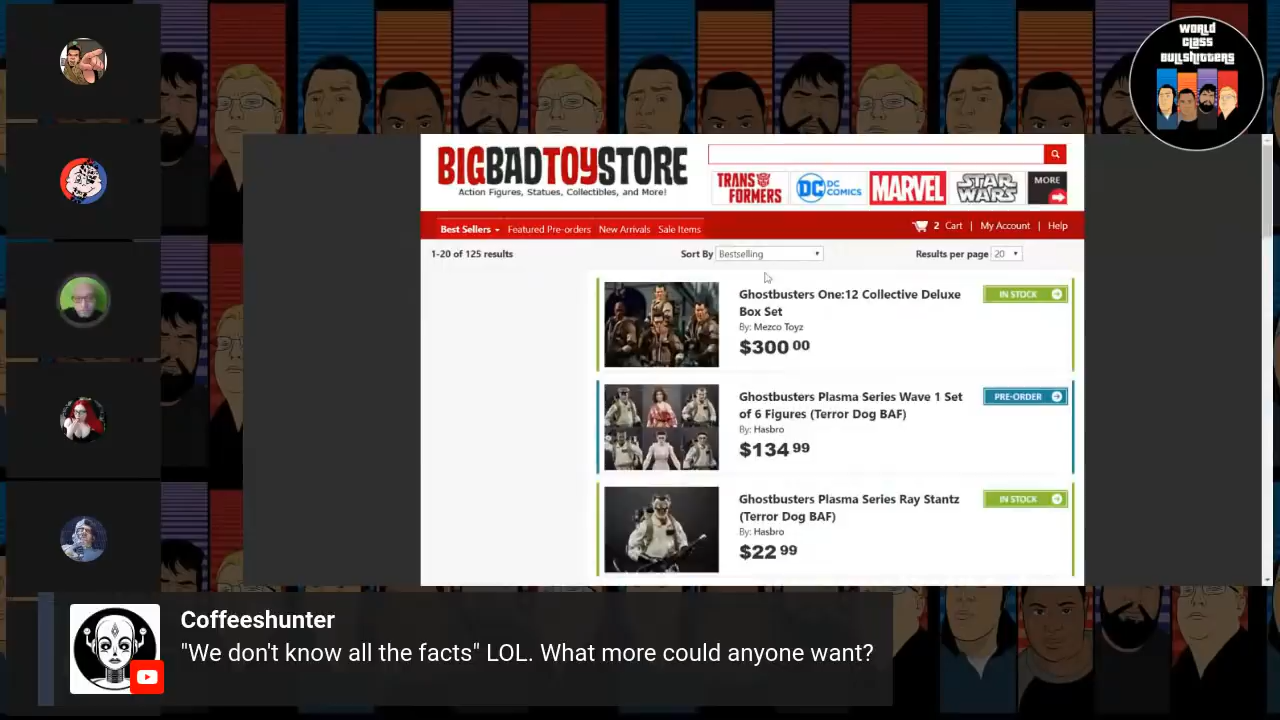 WORLD
CLASS
BULLSHITTERS
BIGBADTOYSTORE
Action Figures, Statues, Collectibles, and More!
TRANS
FORMERS
DC
DC
COMICS
MARVEL
STAR
WARS
MORE
Best Sellers
Featured Pre-orders
New Arrivals
Sale Items
2 Cart | My Account | Help
1-20 of 125 results
Sort By Bestselling
Results per page 20
Ghostbusters One:12 Collective Deluxe
Box Set
By: Mezco Toyz
$300 00
IN STOCK
Ghostbusters Plasma Series Wave 1 Set
of 6 Figures (Terror Dog BAF)
By: Hasbro
$134 99
PRE-ORDER
Ghostbusters Plasma Series Ray Stantz
(Terror Dog BAF)
By: Hasbro
$22 99
IN STOCK
Coffeeshunter
"We don't know all the facts" LOL. What more could anyone want?